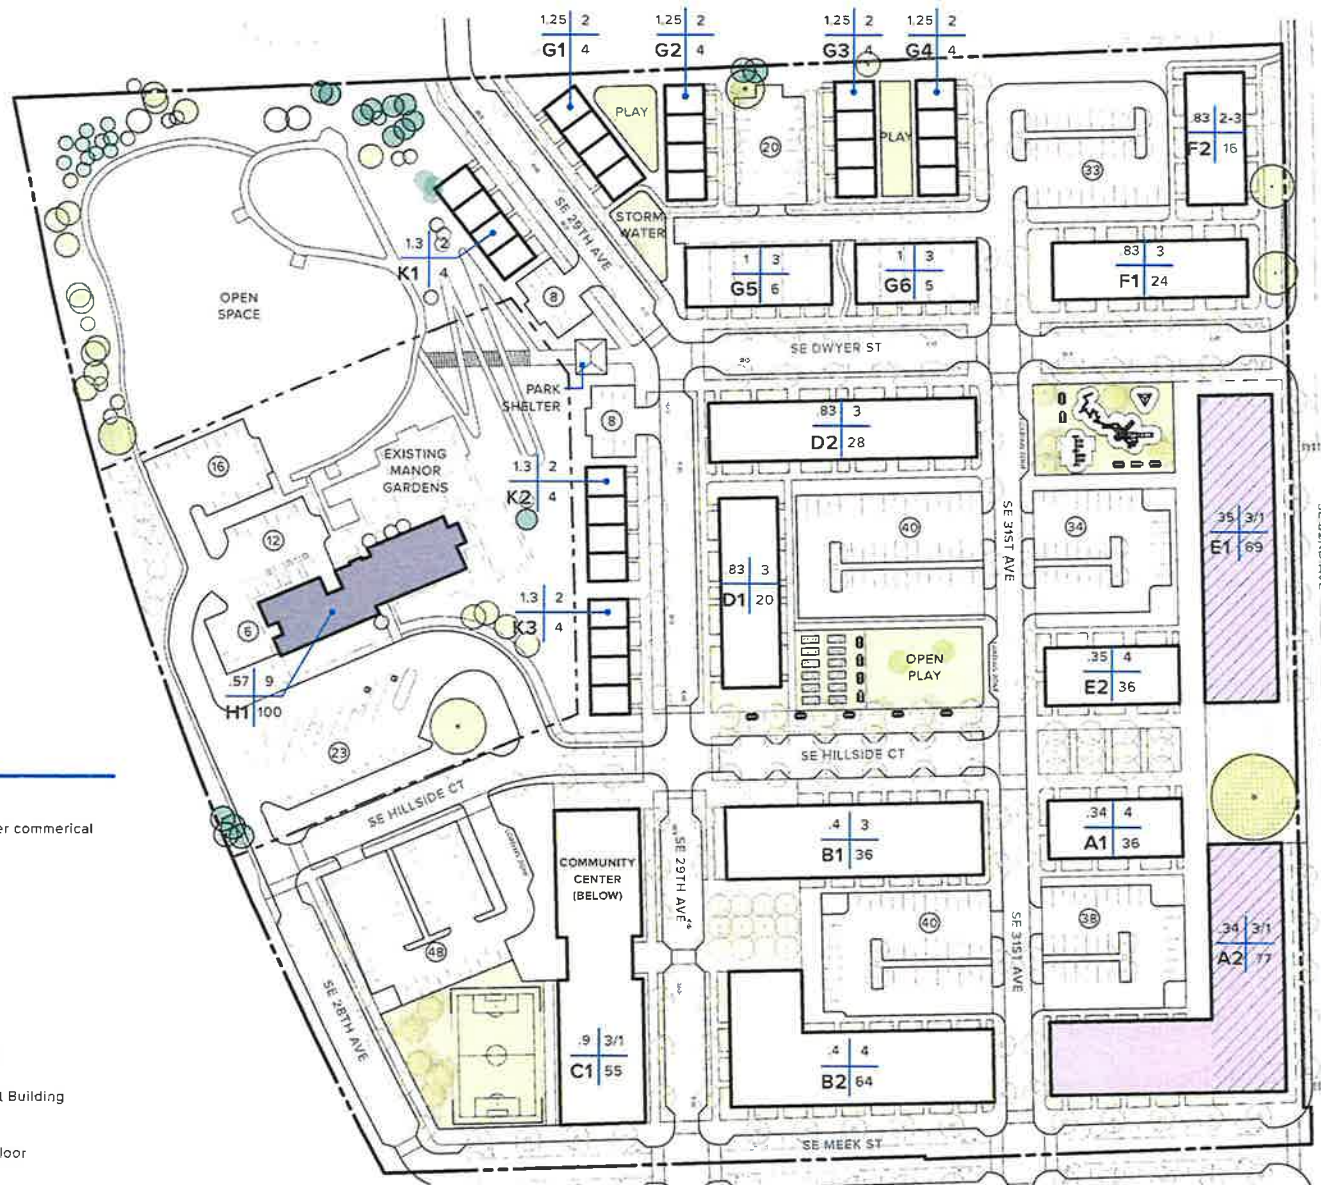 1.25 2
G1 4
1.25 2
G2 4
1.25 2
G3 4
1.25 2
G4 4
PLAY
20
PLAY
33
.83 2-3
F2 16
SE 29TH AVE
STORM
WATER
1.3 2
K1 4
8
1 3
G5 6
1 3
G6 5
.83 3
F1 24
OPEN
SPACE
SE DWYER ST
PARK
SHELTER
8
.83 3
D2 28
16
EXISTING
MANOR
GARDENS
1.3 2
K2 4
12
40
SE 31ST AVE
34
.35 3/1
E1 69
.83 3
D1 20
1.3 2
K3 4
6
OPEN
PLAY
.35 4
E2 36
.57 9
H1 100
23
SE HILLSIDE CT
SE HILLSIDE CT
er commerical
COMMUNITY
CENTER
(BELOW)
SE 29TH AVE
.4 3
B1 36
.34 4
A1 36
48
40
SE 31ST AVE
38
.34 3/1
A2 77
SE 28TH AVE
.9 3/1
C1 55
.4 4
B2 64
l Building
SE MEEK ST
loor